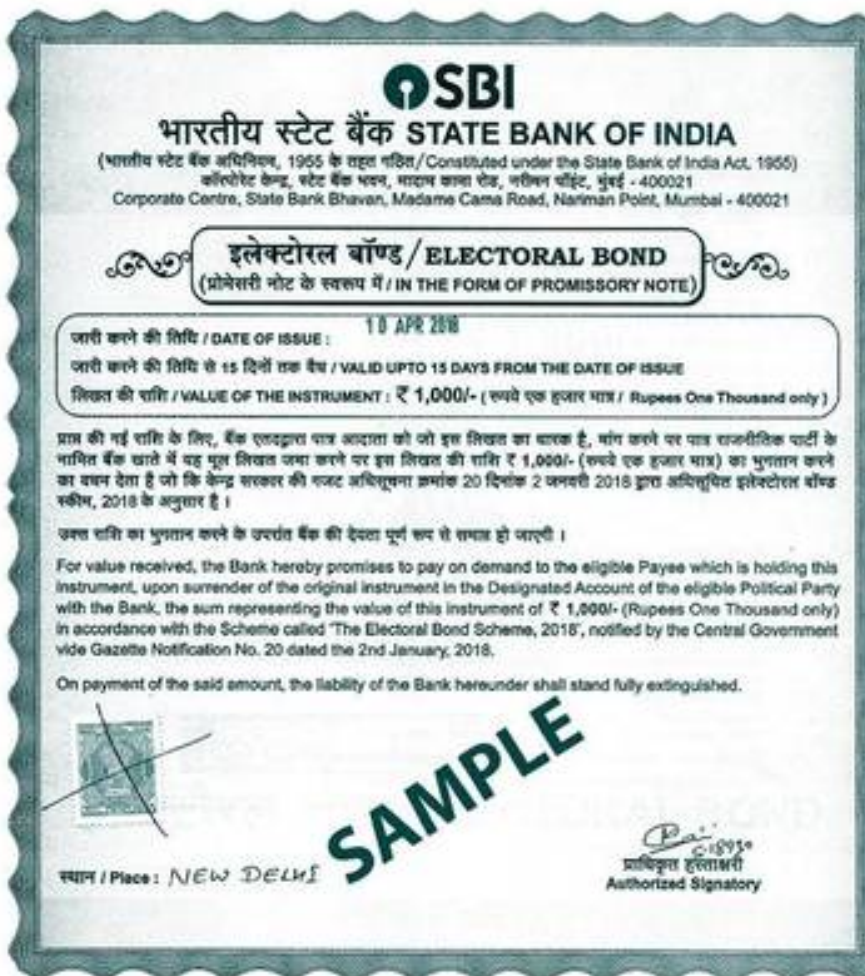 SBI
भारतीय स्टेट बैंक STATE BANK OF INDIA
(भारतीय स्टेट बैंक अधिनियम, 1955 के तहत गठित/Constituted under the State Bank of India Act, 1955)
कॉरपोरेट केन्द्र, स्टेट बैंक भवन, मादाम कामा रोड, नरीमन पॉइंट, मुंबई - 400021
Corporate Centre, State Bank Bhavan, Madame Cama Road, Nariman Point, Mumbai - 400021
इलेक्टोरल बॉण्ड/ELECTORAL BOND
(प्रोमेसरी नोट के स्वरूप में / IN THE FORM OF PROMISSORY NOTE)
जारी करने की तिथि / DATE OF ISSUE : 10 APR 2018
जारी करने की तिथि से 15 दिनों तक वैध / VALID UPTO 15 DAYS FROM THE DATE OF ISSUE
लिखत की राशि / VALUE OF THE INSTRUMENT : ₹ 1,000/- (रूपये एक हजार मात्र / Rupees One Thousand only)
प्राप्त की गई राशि के लिए, बैंक एतद्द्वारा पात्र आदाता को जो इस लिखत का धारक है, मांग करने पर पात्र राजनीतिक पार्टी के
नामित बैंक खाते में यह मूल लिखत जमा करने पर इस लिखत की राशि ₹ 1,000/- (रूपये एक हजार मात्र) का भुगतान करने
का वचन देता है जो कि केन्द्र सरकार की गजट अधिसूचना क्रमांक 20 दिनांक 2 जनवरी 2018 द्वारा अधिसूचित इलेक्टोरल बॉण्ड
स्कीम, 2018 के अनुसार है ।
उक्त राशि का भुगतान करने के उपरांत बैंक की देयता पूर्ण रूप से समाप्त हो जाएगी ।
For value received, the Bank hereby promises to pay on demand to the eligible Payee which is holding this
instrument, upon surrender of the original instrument in the Designated Account of the eligible Political Party
with the Bank, the sum representing the value of this instrument of ₹ 1,000/- (Rupees One Thousand only)
in accordance with the Scheme called 'The Electoral Bond Scheme, 2018', notified by the Central Government
vide Gazette Notification No. 20 dated the 2nd January, 2018.
On payment of the said amount, the liability of the Bank hereunder shall stand fully extinguished.
SAMPLE
स्थान / Place : NEW DELHI
प्राधिकृत हस्ताक्षरी
Authorized Signatory